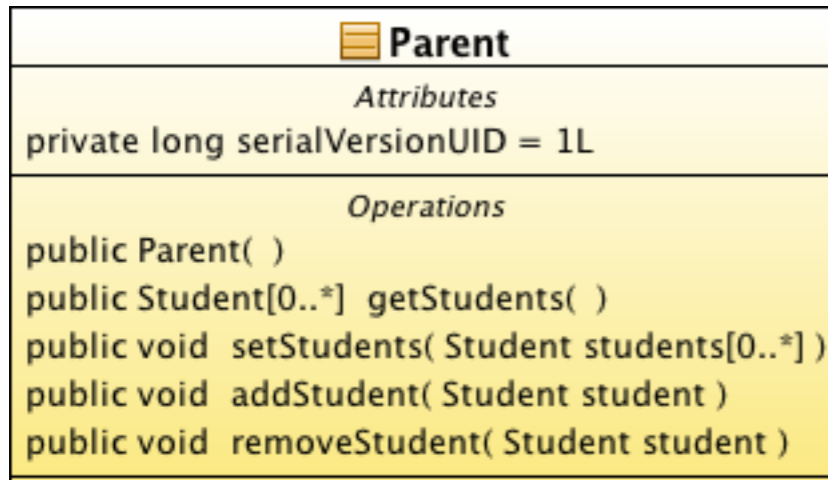 Parent
Attributes
private long serialVersionUID = 1L
Operations
public Parent( )
public Student[0..*]  getStudents( )
public void  setStudents( Student students[0..*] )
public void  addStudent( Student student )
public void  removeStudent( Student student )